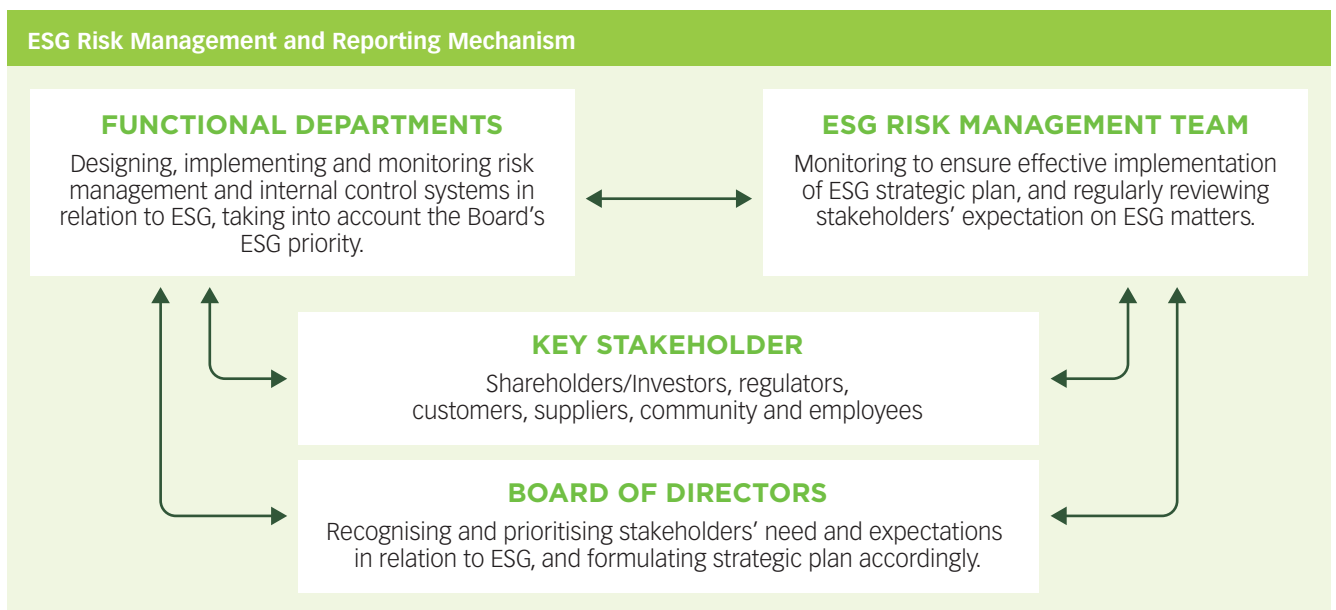 ESG Risk Management and Reporting Mechanism
FUNCTIONAL DEPARTMENTS
Designing, implementing and monitoring risk
management and internal control systems in
relation to ESG, taking into account the Board’s
ESG priority.
ESG RISK MANAGEMENT TEAM
Monitoring to ensure effective implementation
of ESG strategic plan, and regularly reviewing
stakeholders’ expectation on ESG matters.
KEY STAKEHOLDER
Shareholders/Investors, regulators,
customers, suppliers, community and employees
BOARD OF DIRECTORS
Recognising and prioritising stakeholders’ need and expectations
in relation to ESG, and formulating strategic plan accordingly.